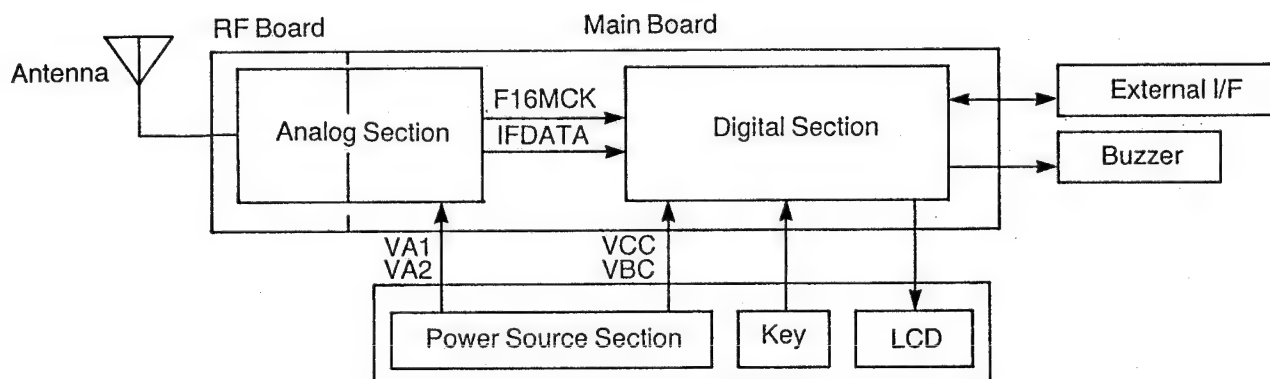 RF Board
Main Board
Antenna
Analog Section
F16MCK
IFDATA
Digital Section
External I/F
Buzzer
VA1
VA2
VCC
VBC
Power Source Section
Key
LCD